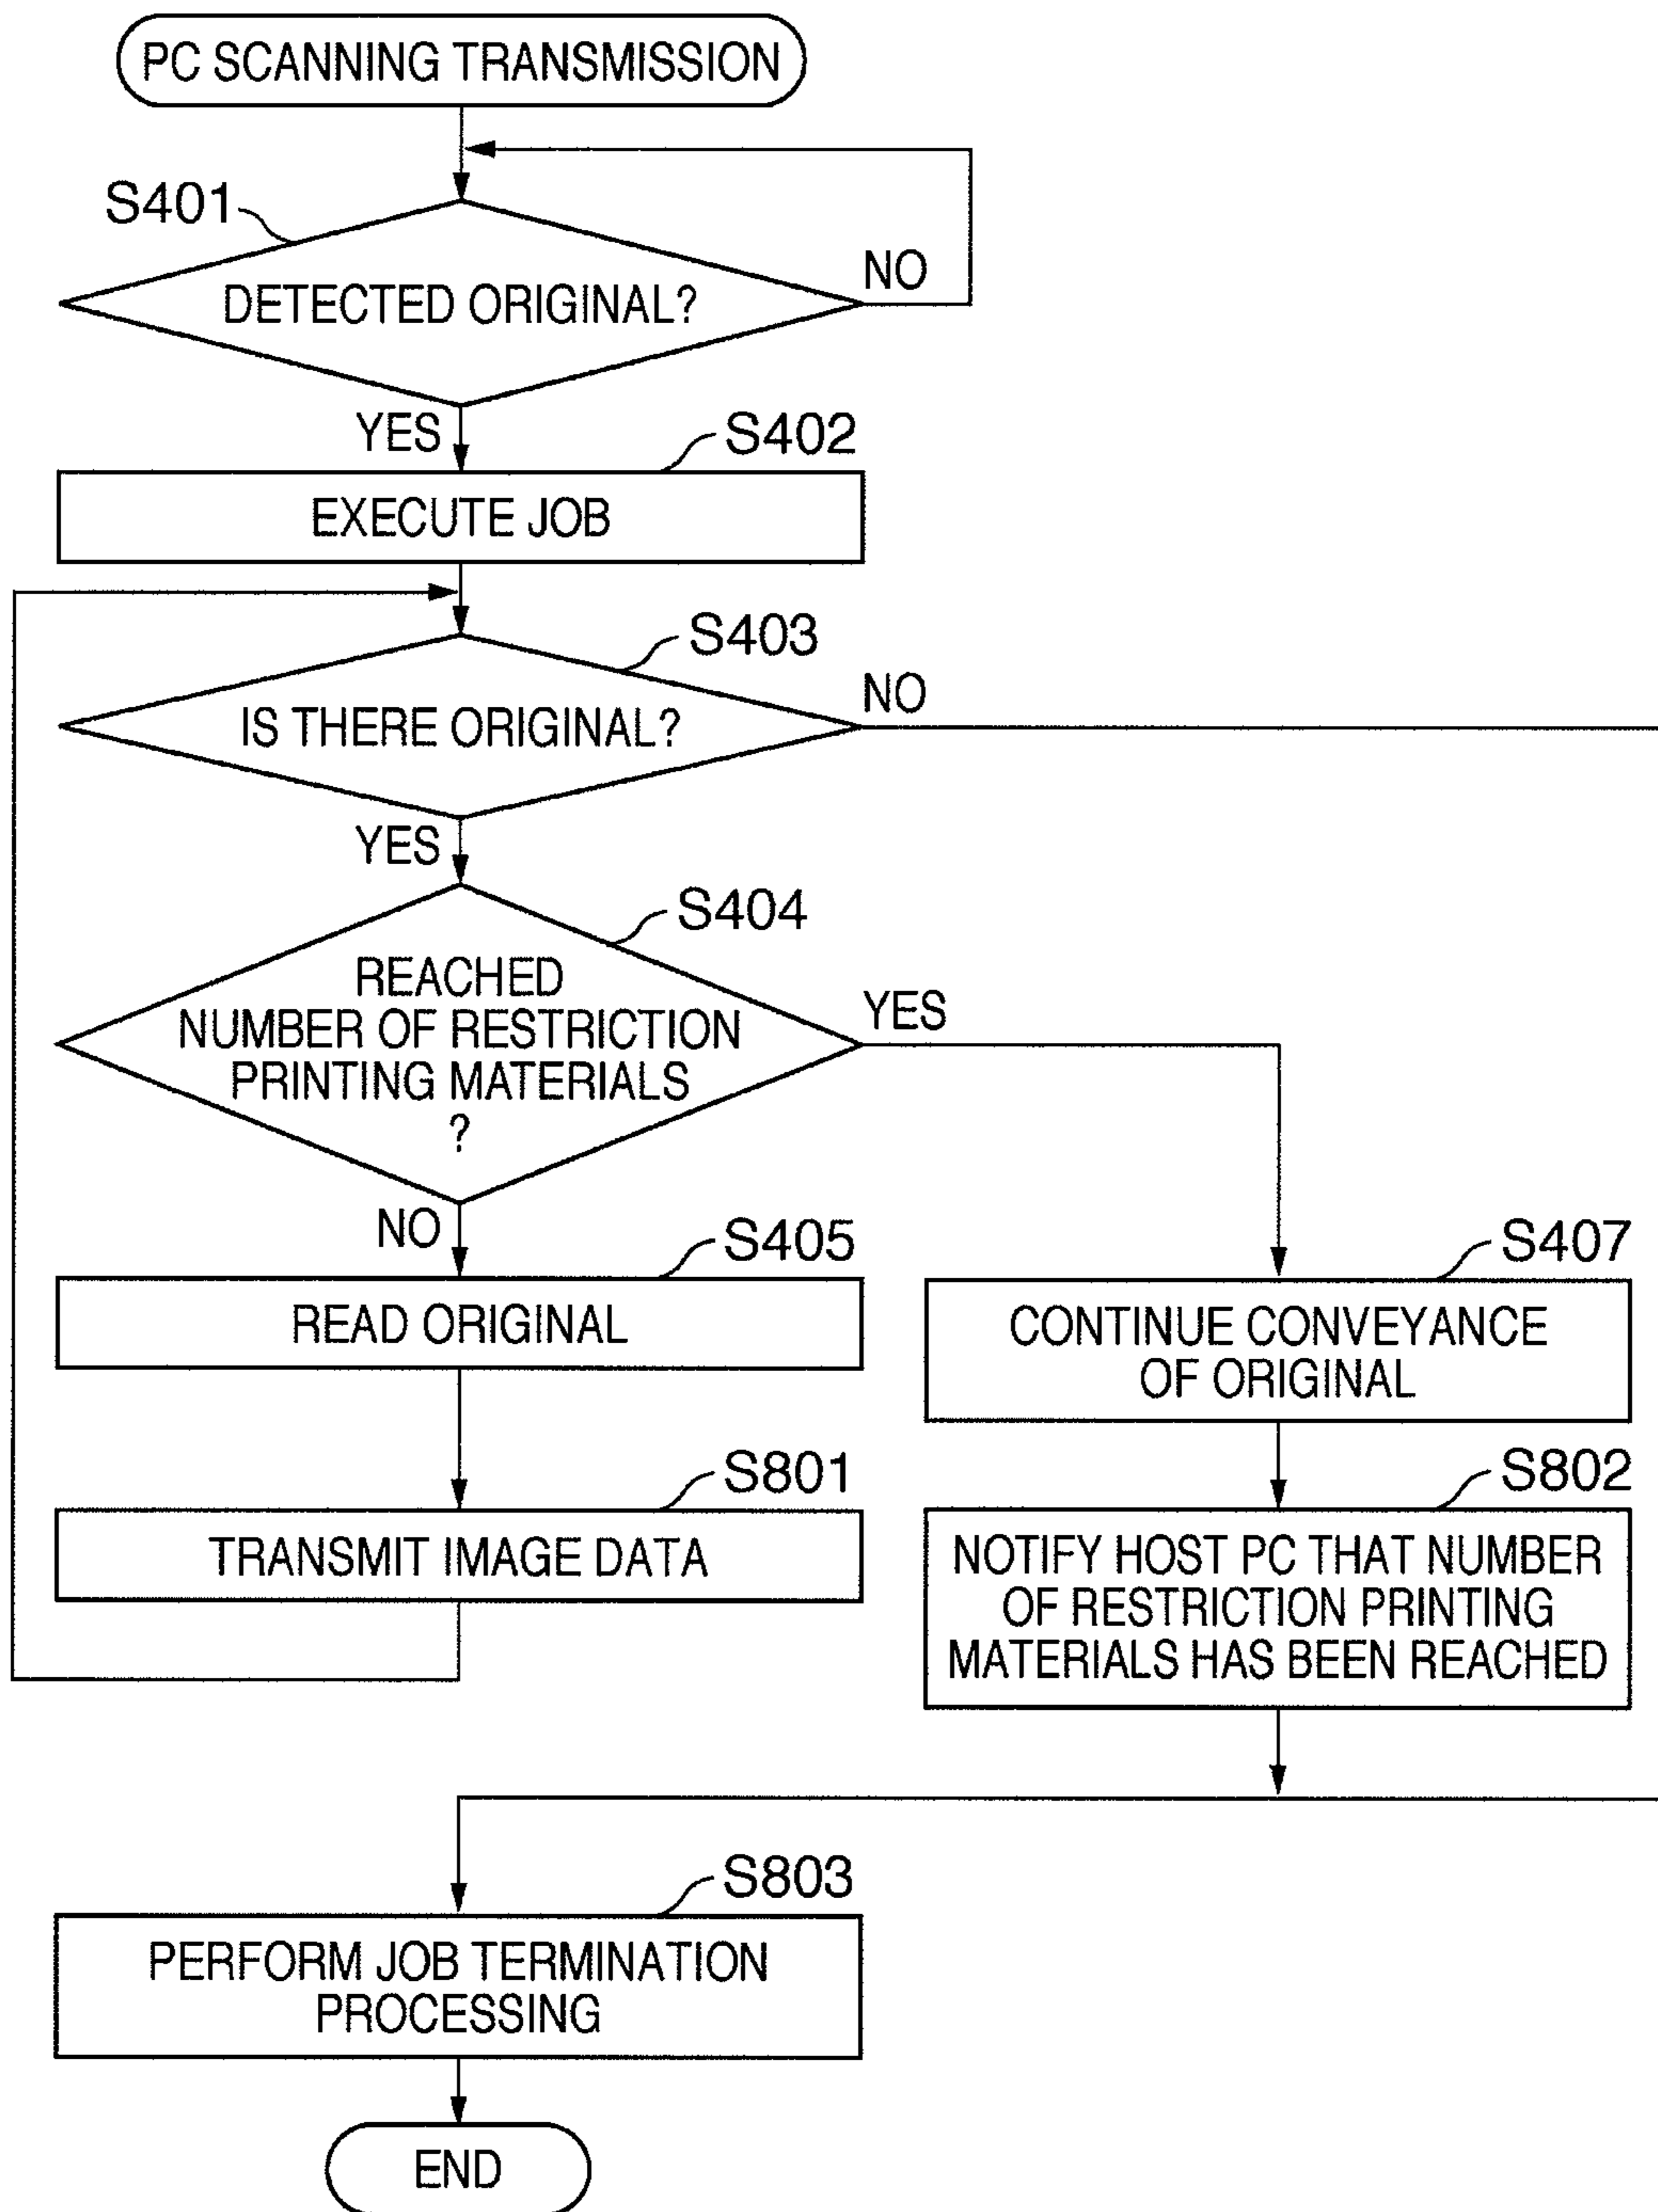 PC SCANNING TRANSMISSION
S401
DETECTED ORIGINAL?
NO
YES
S402
EXECUTE JOB
S403
IS THERE ORIGINAL?
NO
YES
S404
REACHED
NUMBER OF RESTRICTION
PRINTING MATERIALS
?
YES
NO
S405
READ ORIGINAL
S407
CONTINUE CONVEYANCE
OF ORIGINAL
S801
TRANSMIT IMAGE DATA
S802
NOTIFY HOST PC THAT NUMBER
OF RESTRICTION PRINTING
MATERIALS HAS BEEN REACHED
S803
PERFORM JOB TERMINATION
PROCESSING
END